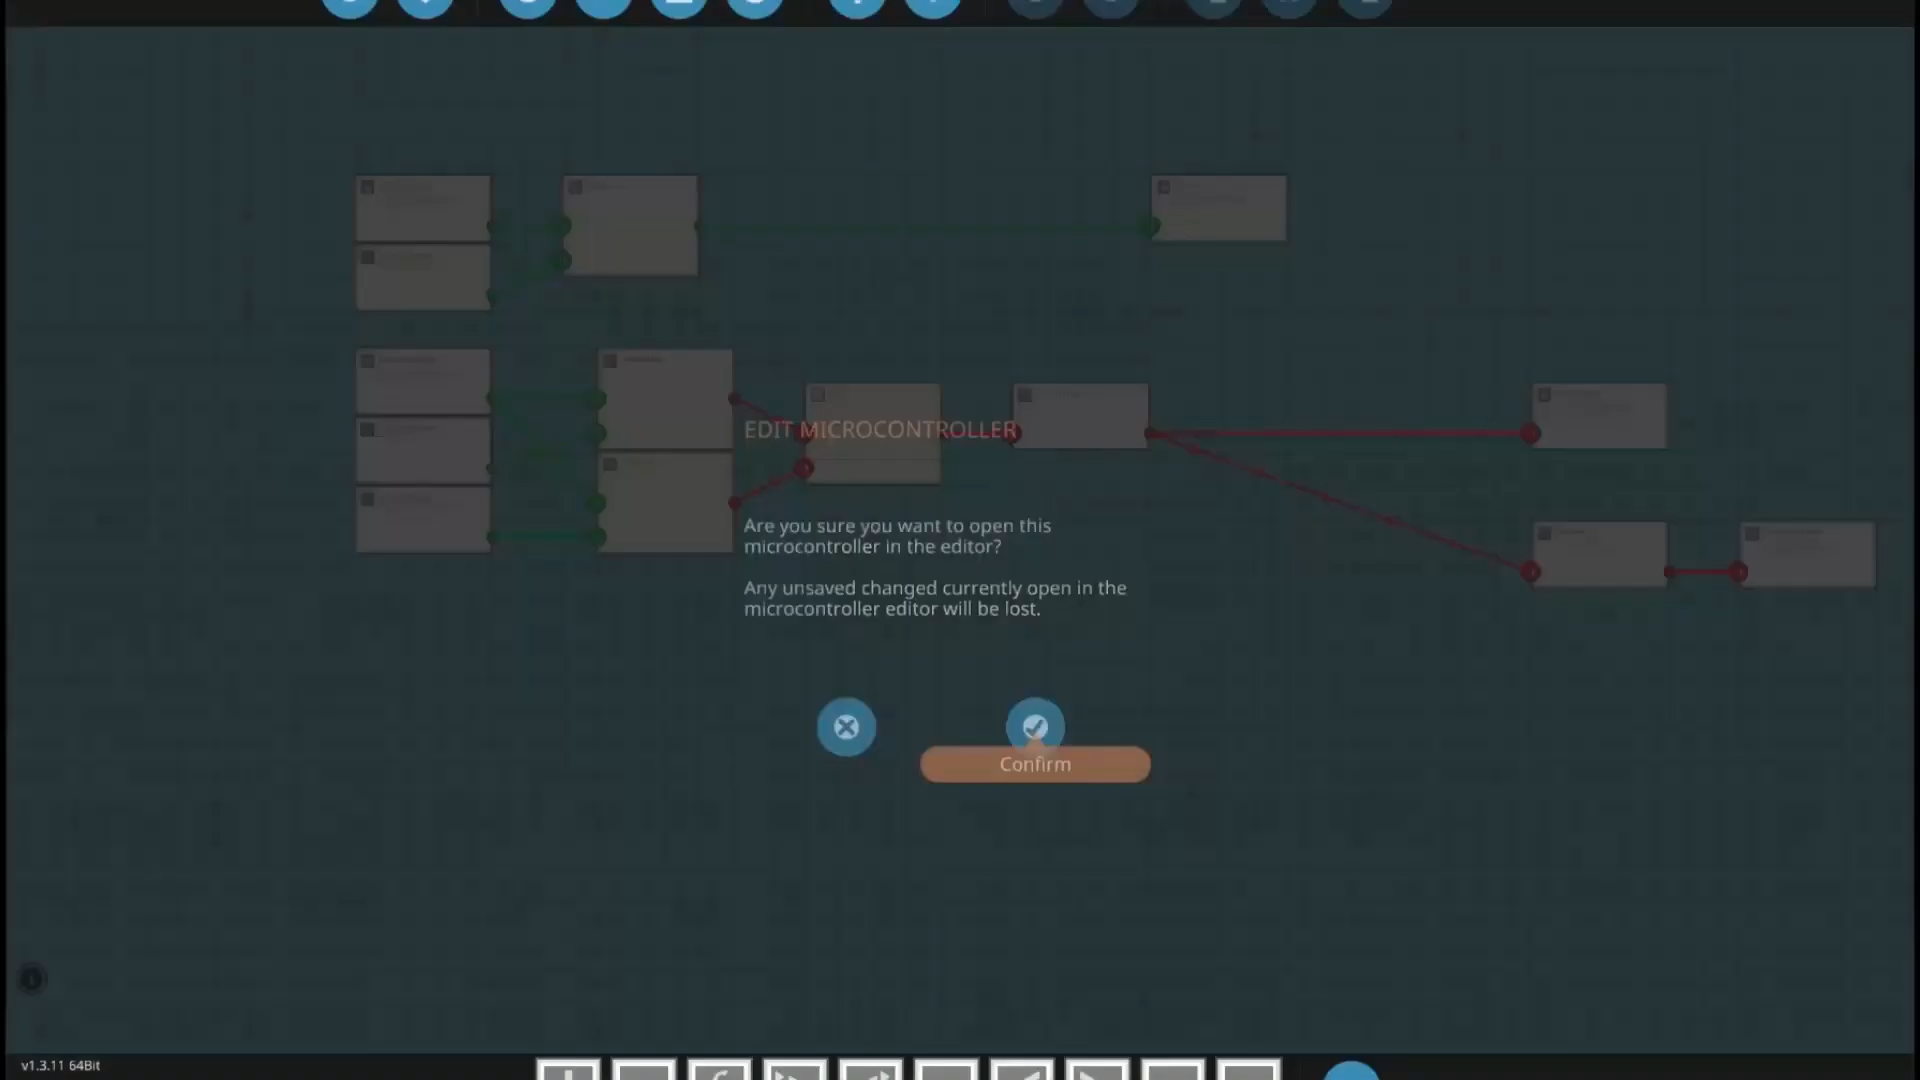 EDIT MICROCONTROLLER
Are you sure you want to open this
microcontroller in the editor?
Any unsaved changed currently open in the
microcontroller editor will be lost.
Confirm
v1.3.11 64Bit